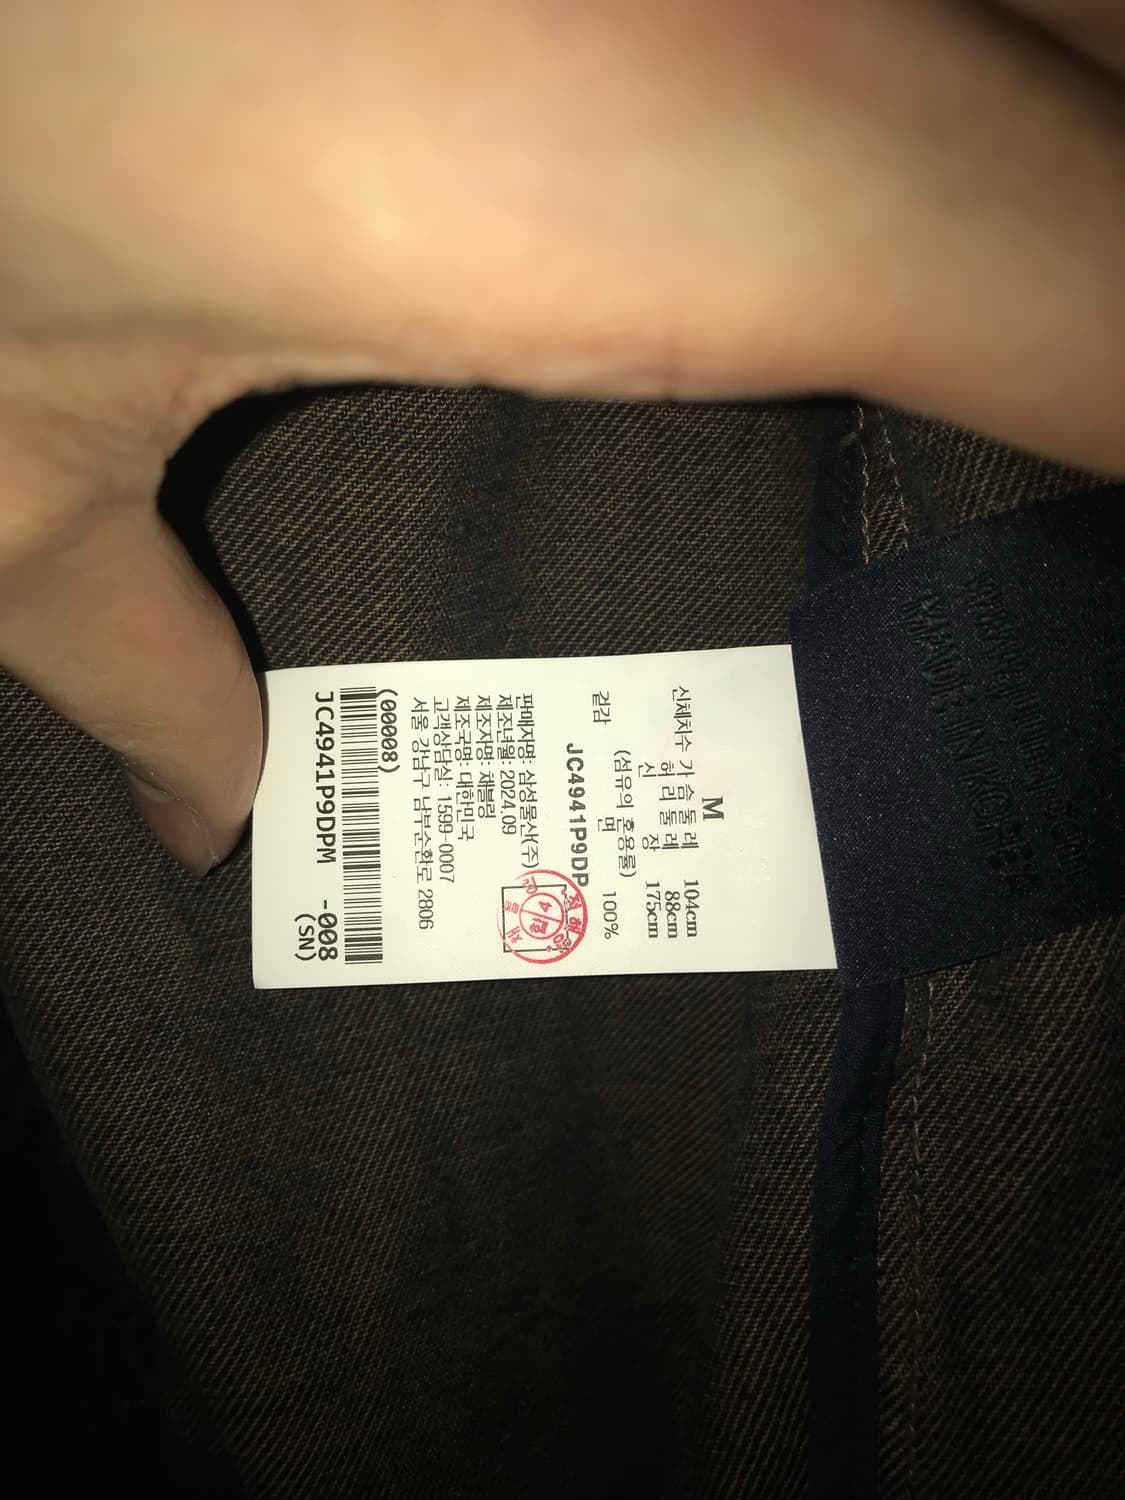 M
신체치수 가 슴 둘 레 104cm
허 리 둘 레 88cm
신 장 175cm
(섬유의 혼용률)
겉감 면 100%
JC4941P9DP
판매자명: 삼성물산(주)
제조년월: 2024.09
제조자명: 채블링
제조국명: 대한민국
고객상담실: 1599-0007
서울 강남구 남부순환로 2806
(00008)
JC4941P9DPM -008
(SN)
MADE IN KOREA